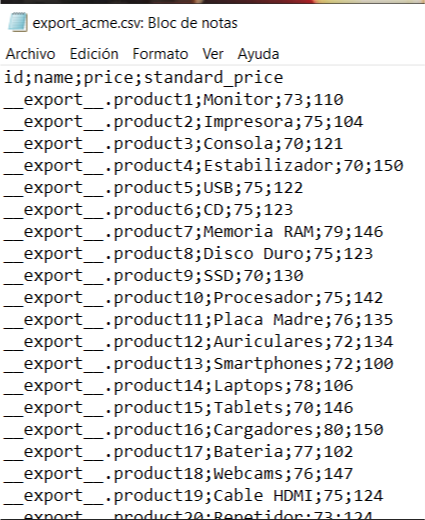 export_acme.csv: Bloc de notas
Archivo Edición Formato Ver Ayuda
id;name;price;standard_price
__export__.product1;Monitor;73;110
__export__.product2;Impresora;75;104
__export__.product3;Consola;70;121
__export__.product4;Estabilizador;70;150
__export__.product5;USB;75;122
__export__.product6;CD;75;123
__export__.product7;Memoria RAM;79;146
__export__.product8;Disco Duro;75;123
__export__.product9;SSD;70;130
__export__.product10;Procesador;75;142
__export__.product11;Placa Madre;76;135
__export__.product12;Auriculares;72;134
__export__.product13;Smartphones;72;100
__export__.product14;Laptops;78;106
__export__.product15;Tablets;70;146
__export__.product16;Cargadores;80;150
__export__.product17;Bateria;77;102
__export__.product18;Webcams;76;147
__export__.product19;Cable HDMI;75;124
__export__.product20;Repetidor;73;124